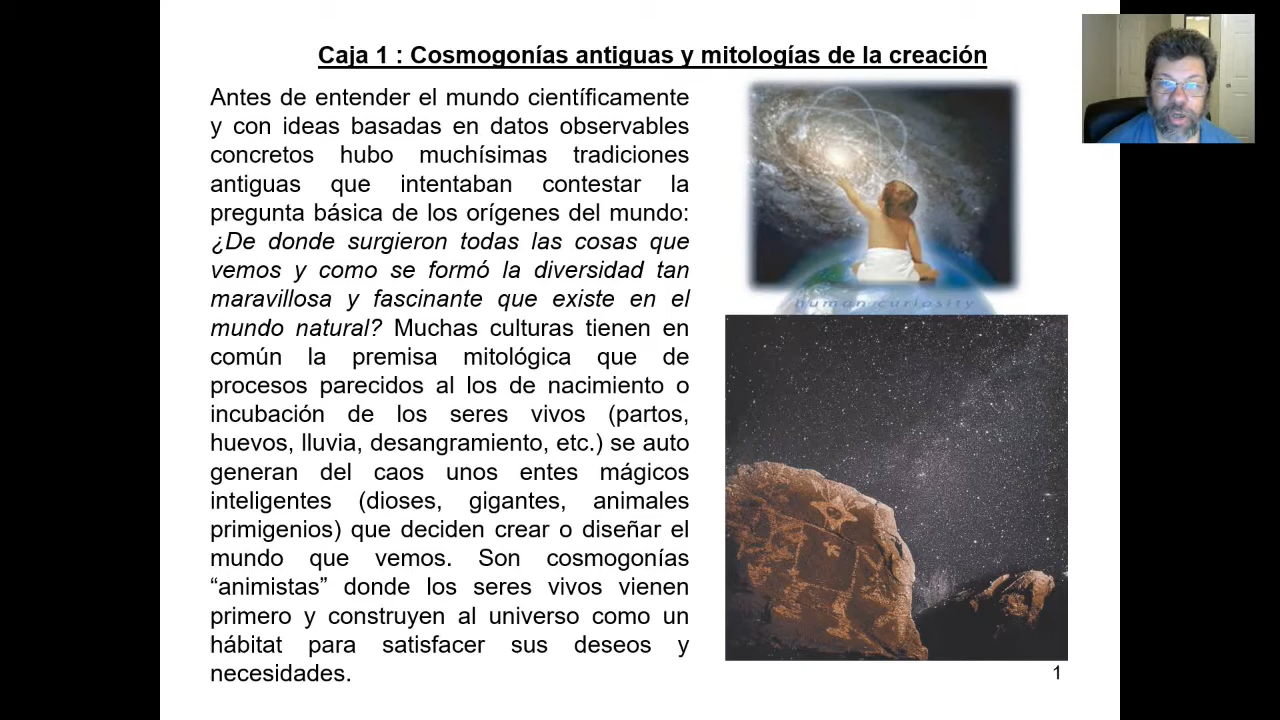 Caja 1 : Cosmogonías antiguas y mitologías de la creación
Antes de entender el mundo científicamente
y con ideas basadas en datos observables
concretos hubo muchísimas tradiciones
antiguas que intentaban contestar la
pregunta básica de los orígenes del mundo:
¿De donde surgieron todas las cosas que
vemos y como se formó la diversidad tan
maravillosa y fascinante que existe en el
mundo natural? Muchas culturas tienen en
común la premisa mitológica que de
procesos parecidos al los de nacimiento o
incubación de los seres vivos (partos,
huevos, lluvia, desangramiento, etc.) se auto
generan del caos unos entes mágicos
inteligentes (dioses, gigantes, animales
primigenios) que deciden crear o diseñar el
mundo que vemos. Son cosmogonías
“animistas” donde los seres vivos vienen
primero y construyen al universo como un
hábitat para satisfacer sus deseos y
necesidades.
human curiosity
1